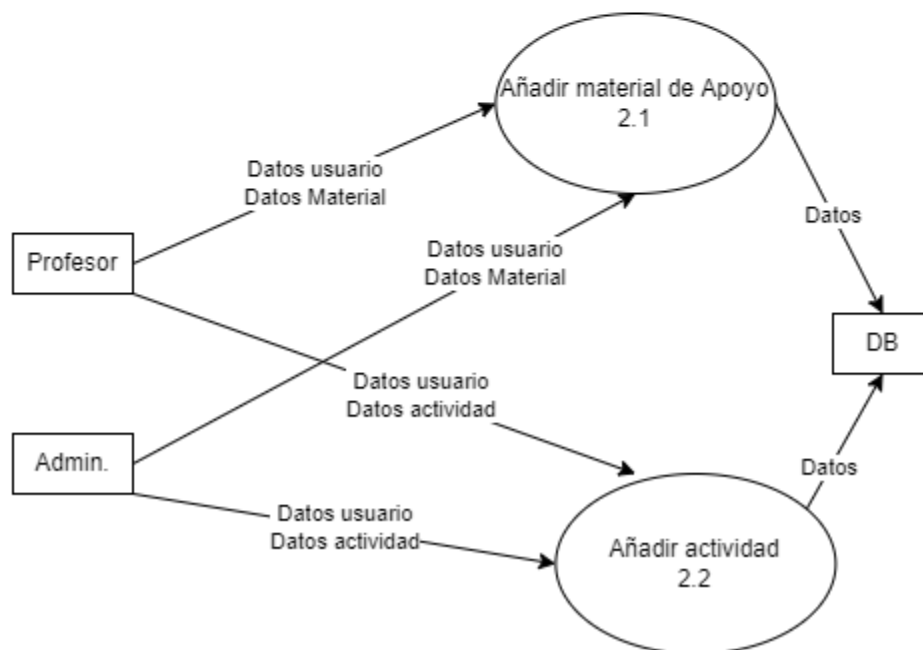 Añadir material de Apoyo
2.1
Datos usuario
Datos Material
Datos
Datos usuario
Datos Material
Profesor
DB
Datos usuario
Datos actividad
Admin.
Datos
Datos usuario
Datos actividad
Añadir actividad
2.2